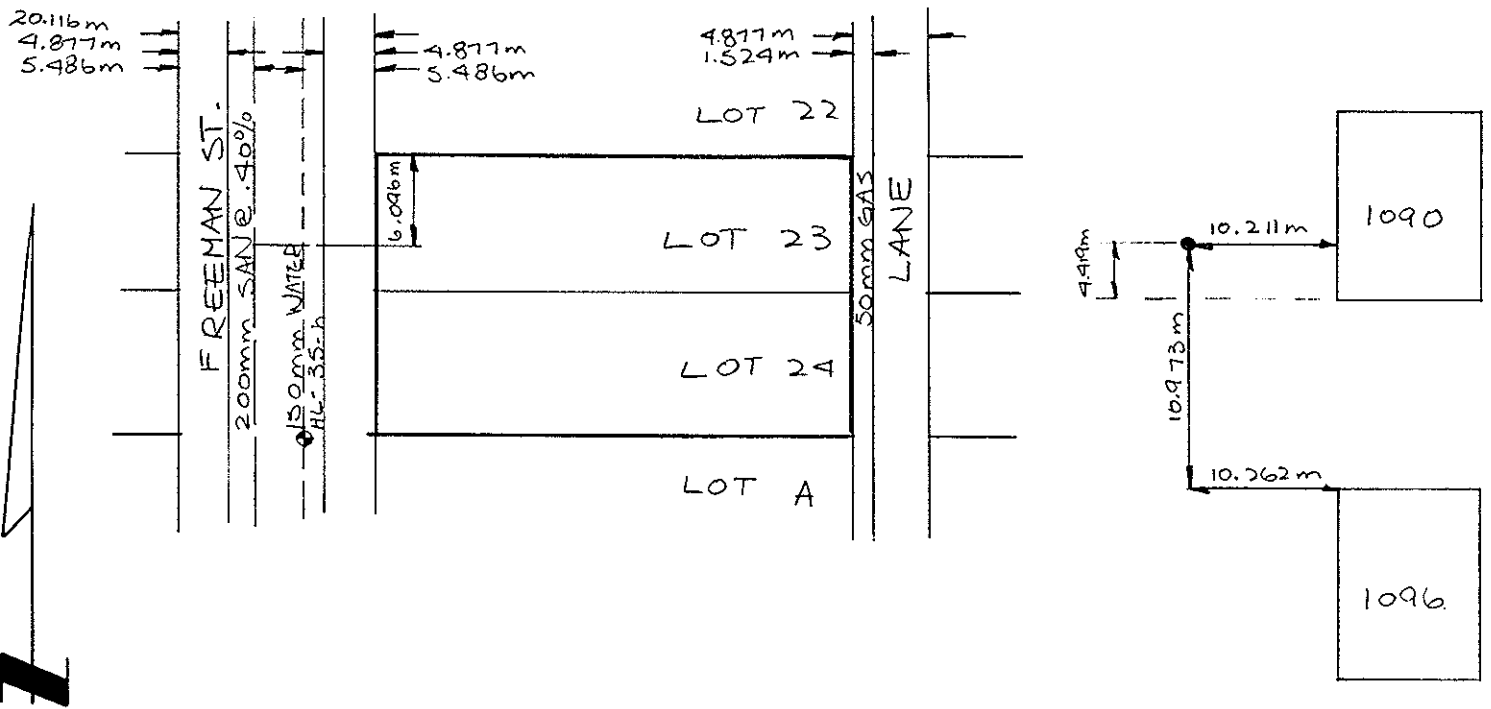 20.116m
4.877m
5.486m
4.877m
5.486m
4.877m
1.524m
LOT 22
FREEMAN ST.
200mm SAN@.40%
150mm WATER
HL-35-h
6.096m
LOT 23
LOT 24
LOT A
50mm GAS
LANE
4.419m
10.211m
1090
10.973m
10.262m
1096